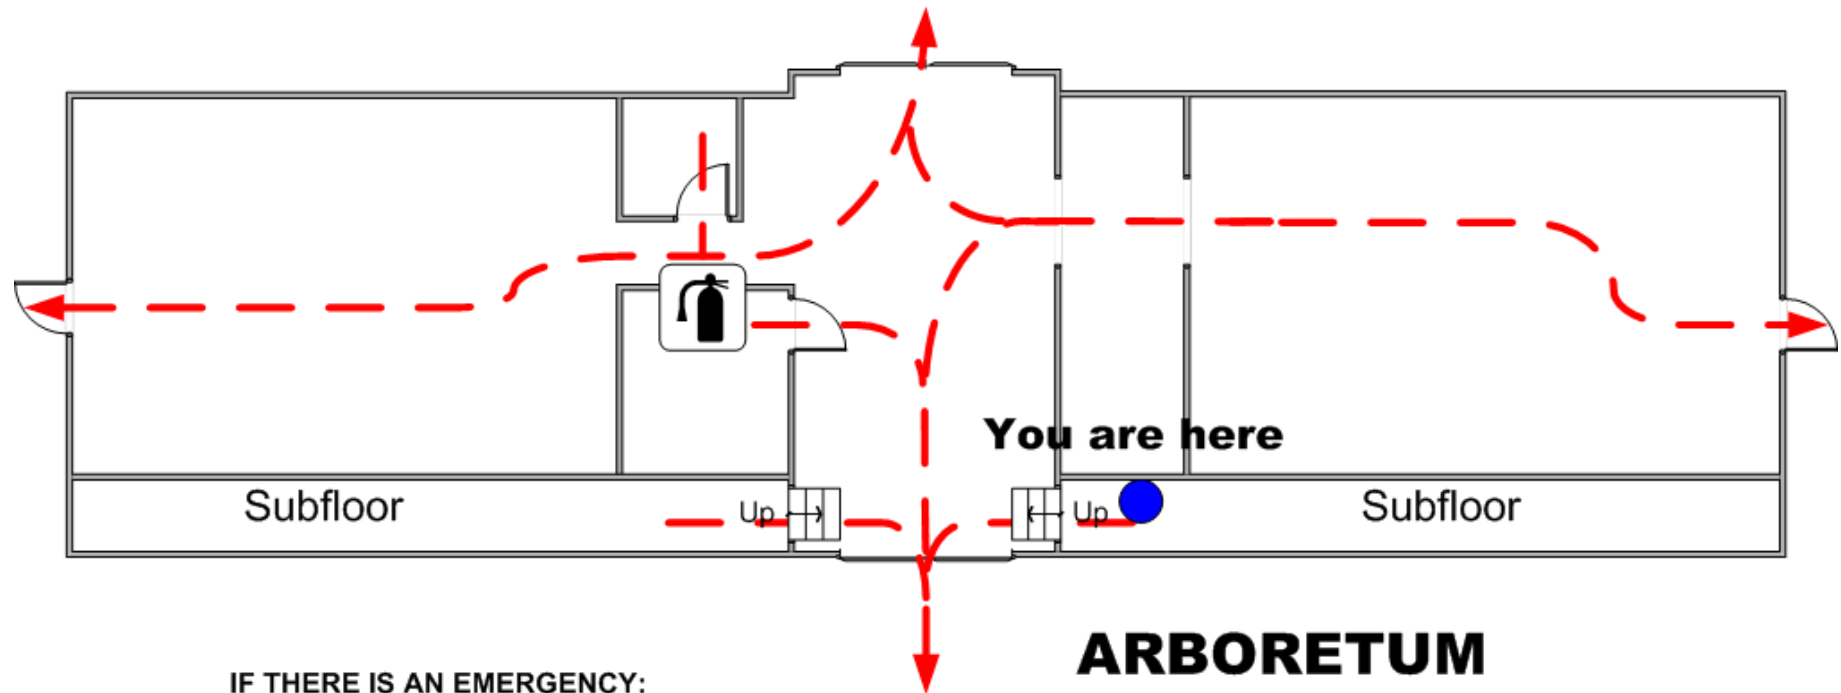 You are here
Subfloor
Up
Up
Subfloor
ARBORETUM
IF THERE IS AN EMERGENCY: